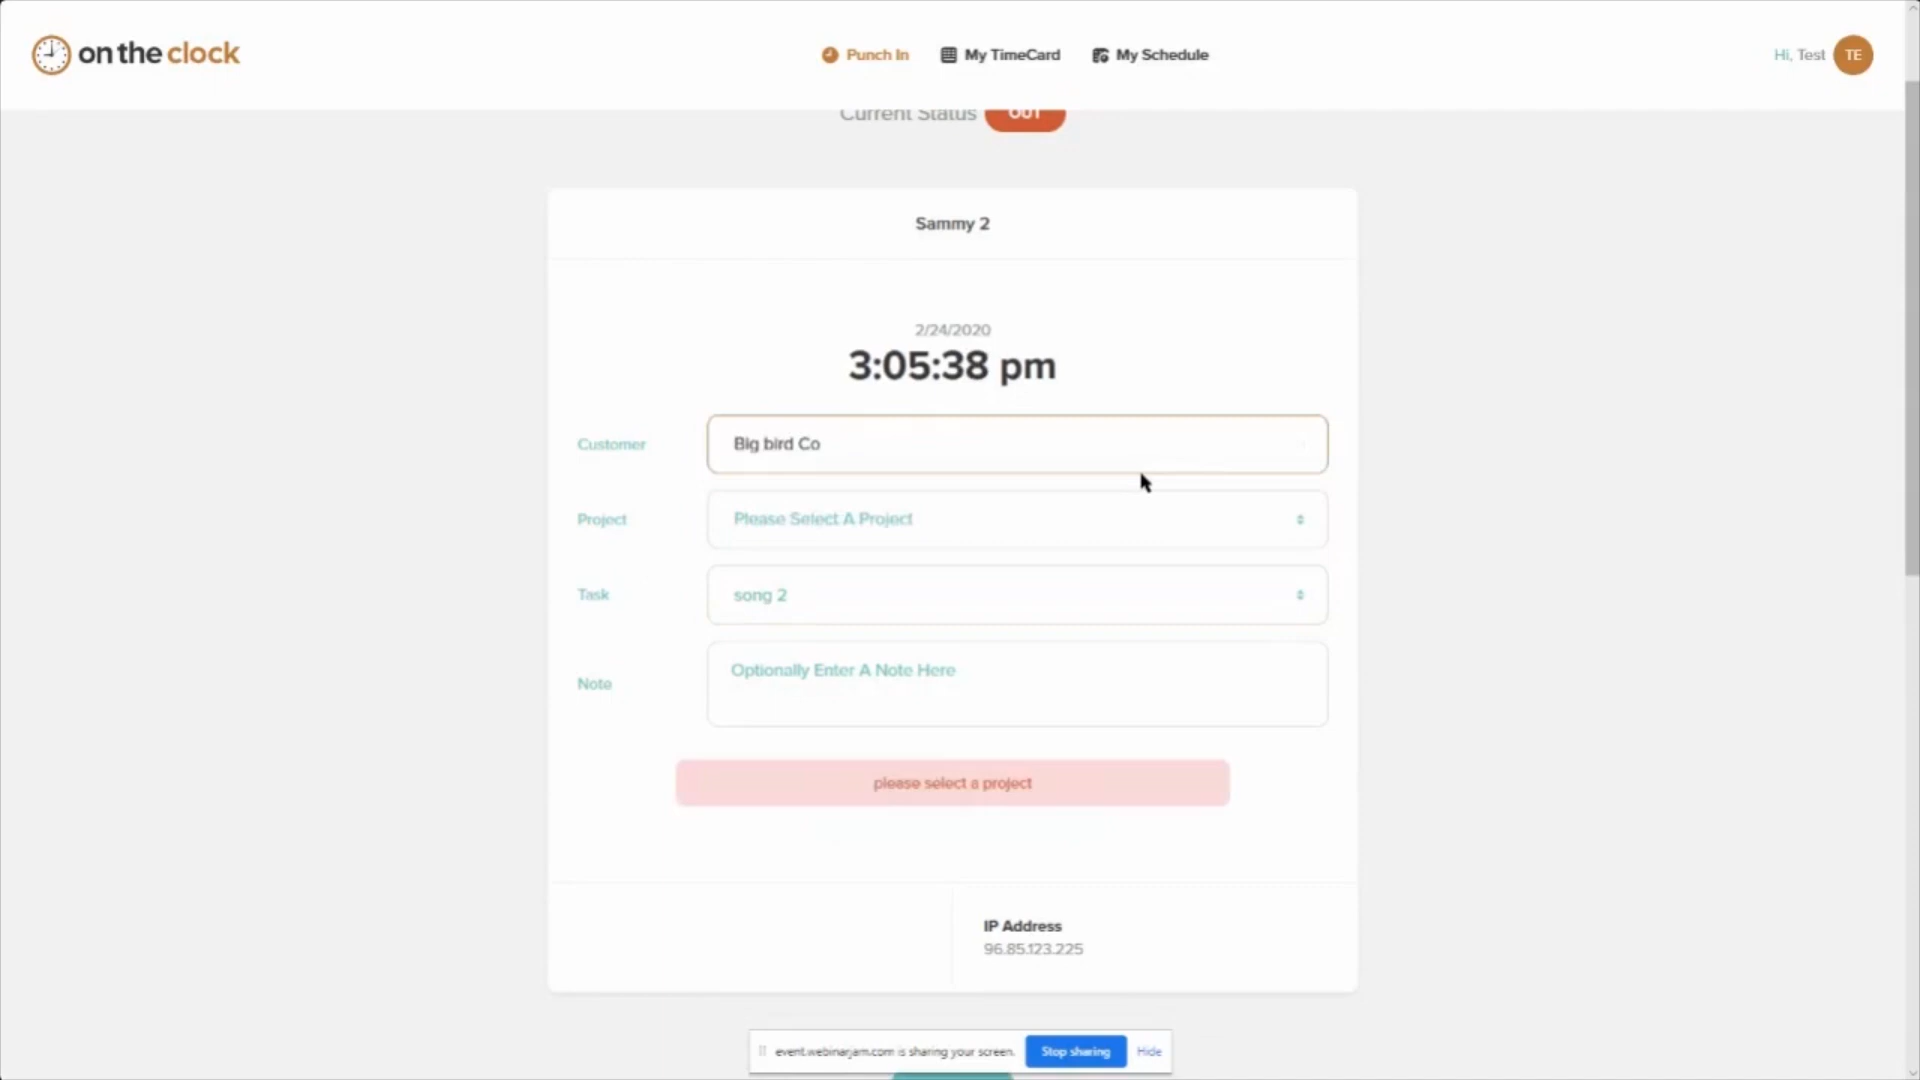 on the clock
Punch In
My TimeCard
My Schedule
Hi, Test
TE
Current Status OUT
Sammy 2
2/24/2020
3:05:38 pm
Customer
Big bird Co
Project
Please Select A Project
Task
song 2
Note
Optionally Enter A Note Here
please select a project
IP Address
96.85.123.225
event.webinarjam.com is sharing your screen.
Stop sharing
Hide